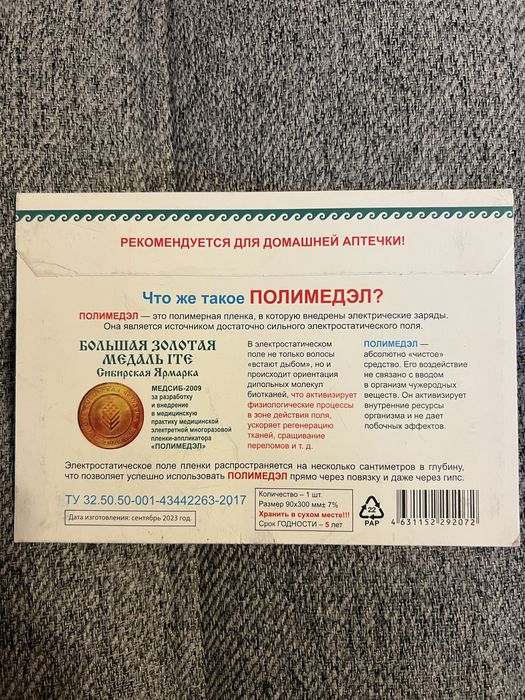 РЕКОМЕНДУЕТСЯ ДЛЯ ДОМАШНЕЙ АПТЕЧКИ!
Что же такое ПОЛИМЕДЭЛ?
ПОЛИМЕДЭЛ — это полимерная пленка, в которую внедрены электрические заряды.
Она является источником достаточно сильного электростатического поля.
БОЛЬШАЯ ЗОЛОТАЯ
МЕДАЛЬ ITE
Сибирская Ярмарка
МЕДСИБ-2009
за разработку
и внедрение
в медицинскую
практику медицинской
электретной многоразовой
пленки-аппликатора
«ПОЛИМЕДЭЛ»
В электростатическом
поле не только волосы
«встают дыбом», но и
происходит ориентация
дипольных молекул
биотканей, что активизирует
физиологические процессы
в зоне действия поля,
ускоряет регенерацию
тканей, сращивание
переломов и т. д.
ПОЛИМЕДЭЛ —
абсолютно «чистое»
средство. Его воздействие
не связано с вводом
в организм чужеродных
веществ. Он активизирует
внутренние ресурсы
организма и не дает
побочных эффектов.
Электростатическое поле пленки распространяется на несколько сантиметров в глубину,
что позволяет успешно использовать ПОЛИМЕДЭЛ прямо через повязку и даже через гипс.
ТУ 32.50.50-001-43442263-2017
Дата изготовления: сентябрь 2023 год.
Количество – 1 шт.
Размер 90х300 мм± 7%
Хранить в сухом месте!!!
Срок ГОДНОСТИ – 5 лет
22
PAP
4 631152 292072